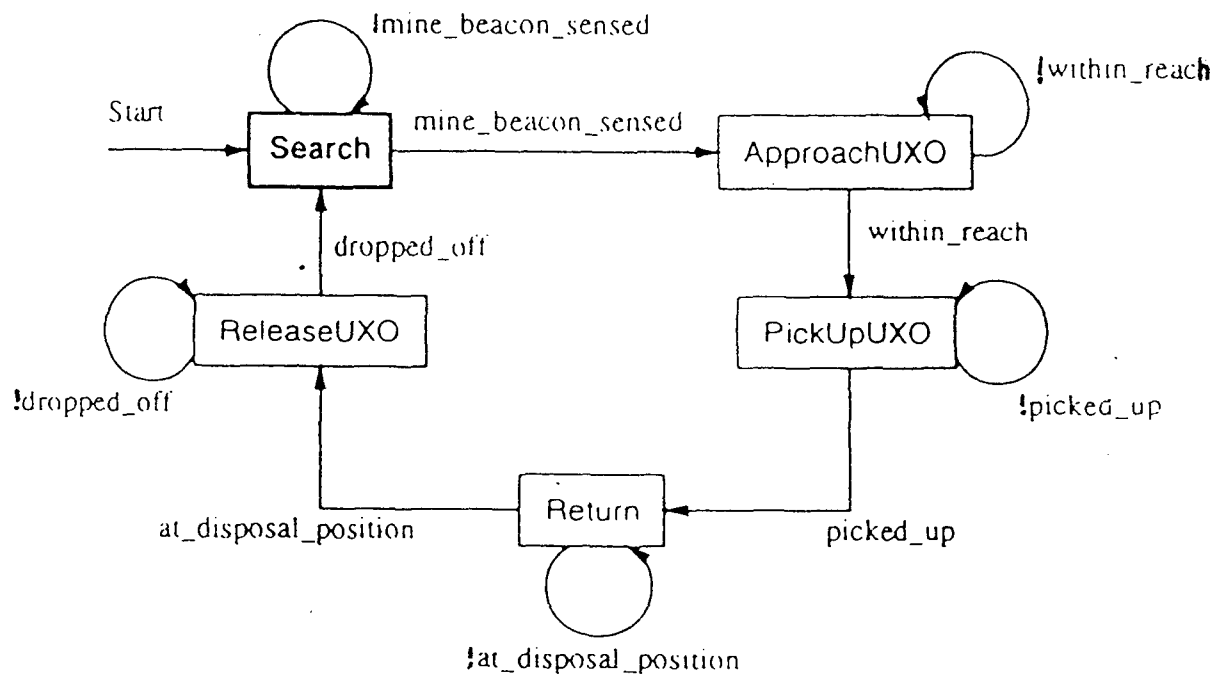 !mine_beacon_sensed
!within_reach
Start
mine_beacon_sensed
Search
ApproachUXO
within_reach
dropped_off
ReleaseUXO
PickUpUXO
!dropped_off
!picked_up
Return
at_disposal_position
picked_up
!at_disposal_position